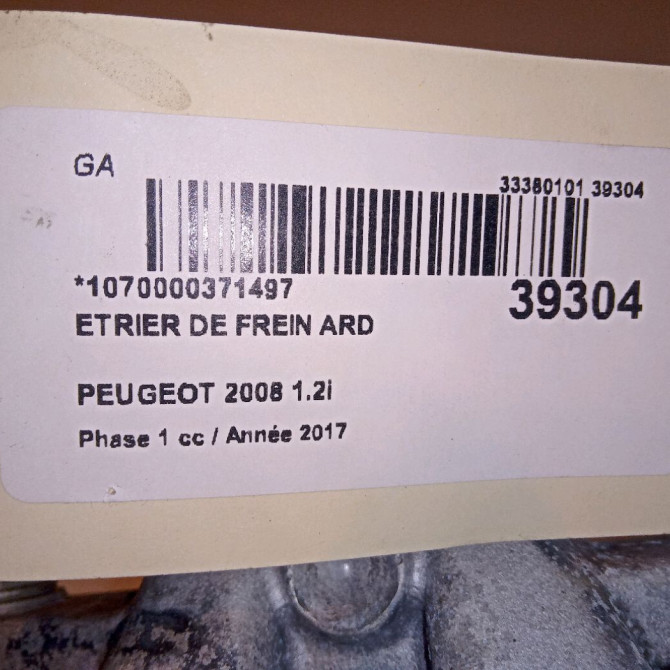 GA
33380101 39304
*1070000371497
39304
ETRIER DE FREIN ARD
PEUGEOT 2008 1.2i
Phase 1 cc / Année 2017